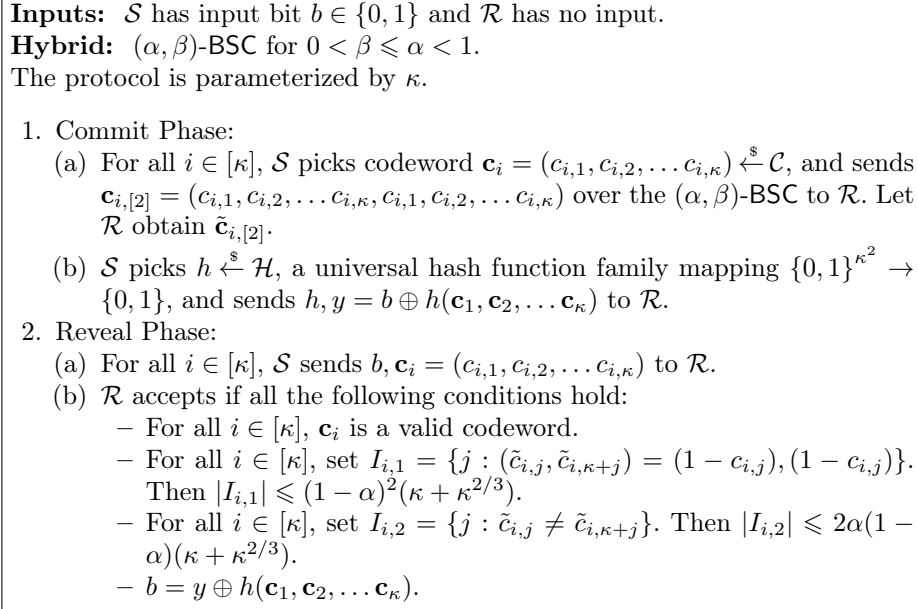 Inputs: 𝒮 has input bit b ∈ {0, 1} and ℛ has no input.
Hybrid: (α, β)-BSC for 0 < β ⩽ α < 1.
The protocol is parameterized by κ.
1. Commit Phase:
(a) For all i ∈ [κ], 𝒮 picks codeword 𝐜_i = (c_{i,1}, c_{i,2}, … c_{i,κ}) ←^$ 𝒞, and sends
𝐜_{i,[2]} = (c_{i,1}, c_{i,2}, … c_{i,κ}, c_{i,1}, c_{i,2}, … c_{i,κ}) over the (α, β)-BSC to ℛ. Let
ℛ obtain 𝐜̃_{i,[2]}.
(b) 𝒮 picks h ←^$ ℋ, a universal hash function family mapping {0, 1}^{κ^2} →
{0, 1}, and sends h, y = b ⊕ h(𝐜_1, 𝐜_2, … 𝐜_κ) to ℛ.
2. Reveal Phase:
(a) For all i ∈ [κ], 𝒮 sends b, 𝐜_i = (c_{i,1}, c_{i,2}, … c_{i,κ}) to ℛ.
(b) ℛ accepts if all the following conditions hold:
– For all i ∈ [κ], 𝐜_i is a valid codeword.
– For all i ∈ [κ], set I_{i,1} = {j : (c̃_{i,j}, c̃_{i,κ+j}) = (1 − c_{i,j}), (1 − c_{i,j})}.
Then |I_{i,1}| ⩽ (1 − α)^2(κ + κ^{2/3}).
– For all i ∈ [κ], set I_{i,2} = {j : c̃_{i,j} ≠ c̃_{i,κ+j}}. Then |I_{i,2}| ⩽ 2α(1 −
α)(κ + κ^{2/3}).
– b = y ⊕ h(𝐜_1, 𝐜_2, … 𝐜_κ).